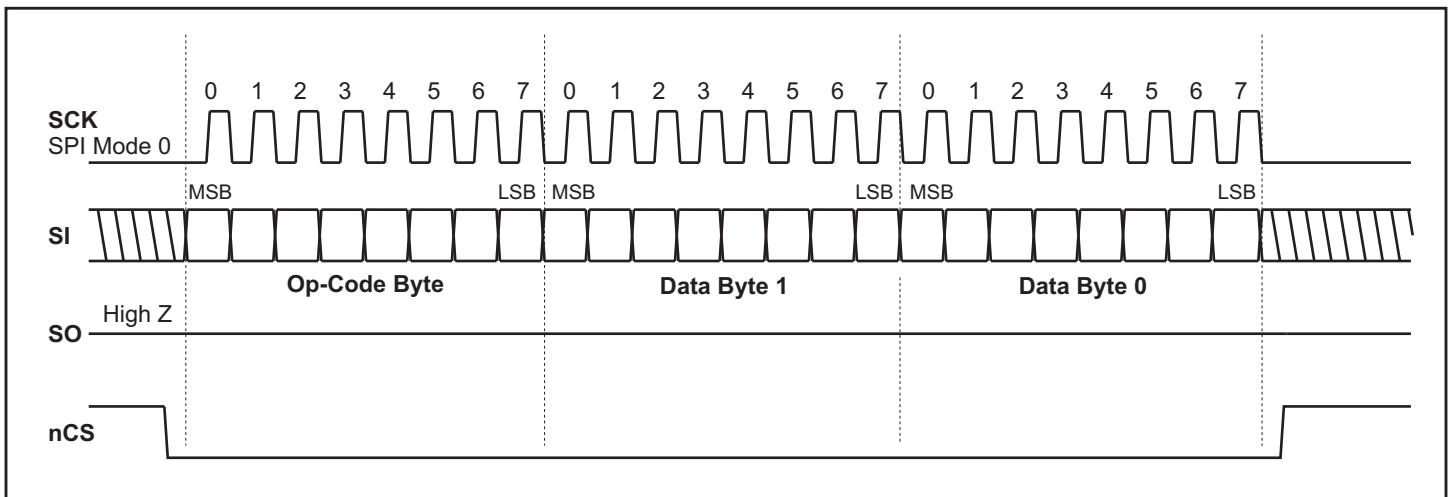 0 1 2 3 4 5 6 7 0 1 2 3 4 5 6 7 0 1 2 3 4 5 6 7
SCK
SPI Mode 0
MSB LSB MSB LSB MSB LSB
SI
Op-Code Byte Data Byte 1 Data Byte 0
High Z
SO
nCS